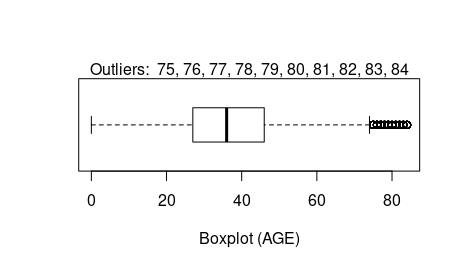 Outliers: 75, 76, 77, 78, 79, 80, 81, 82, 83, 84
0 20 40 60 80
Boxplot (AGE)